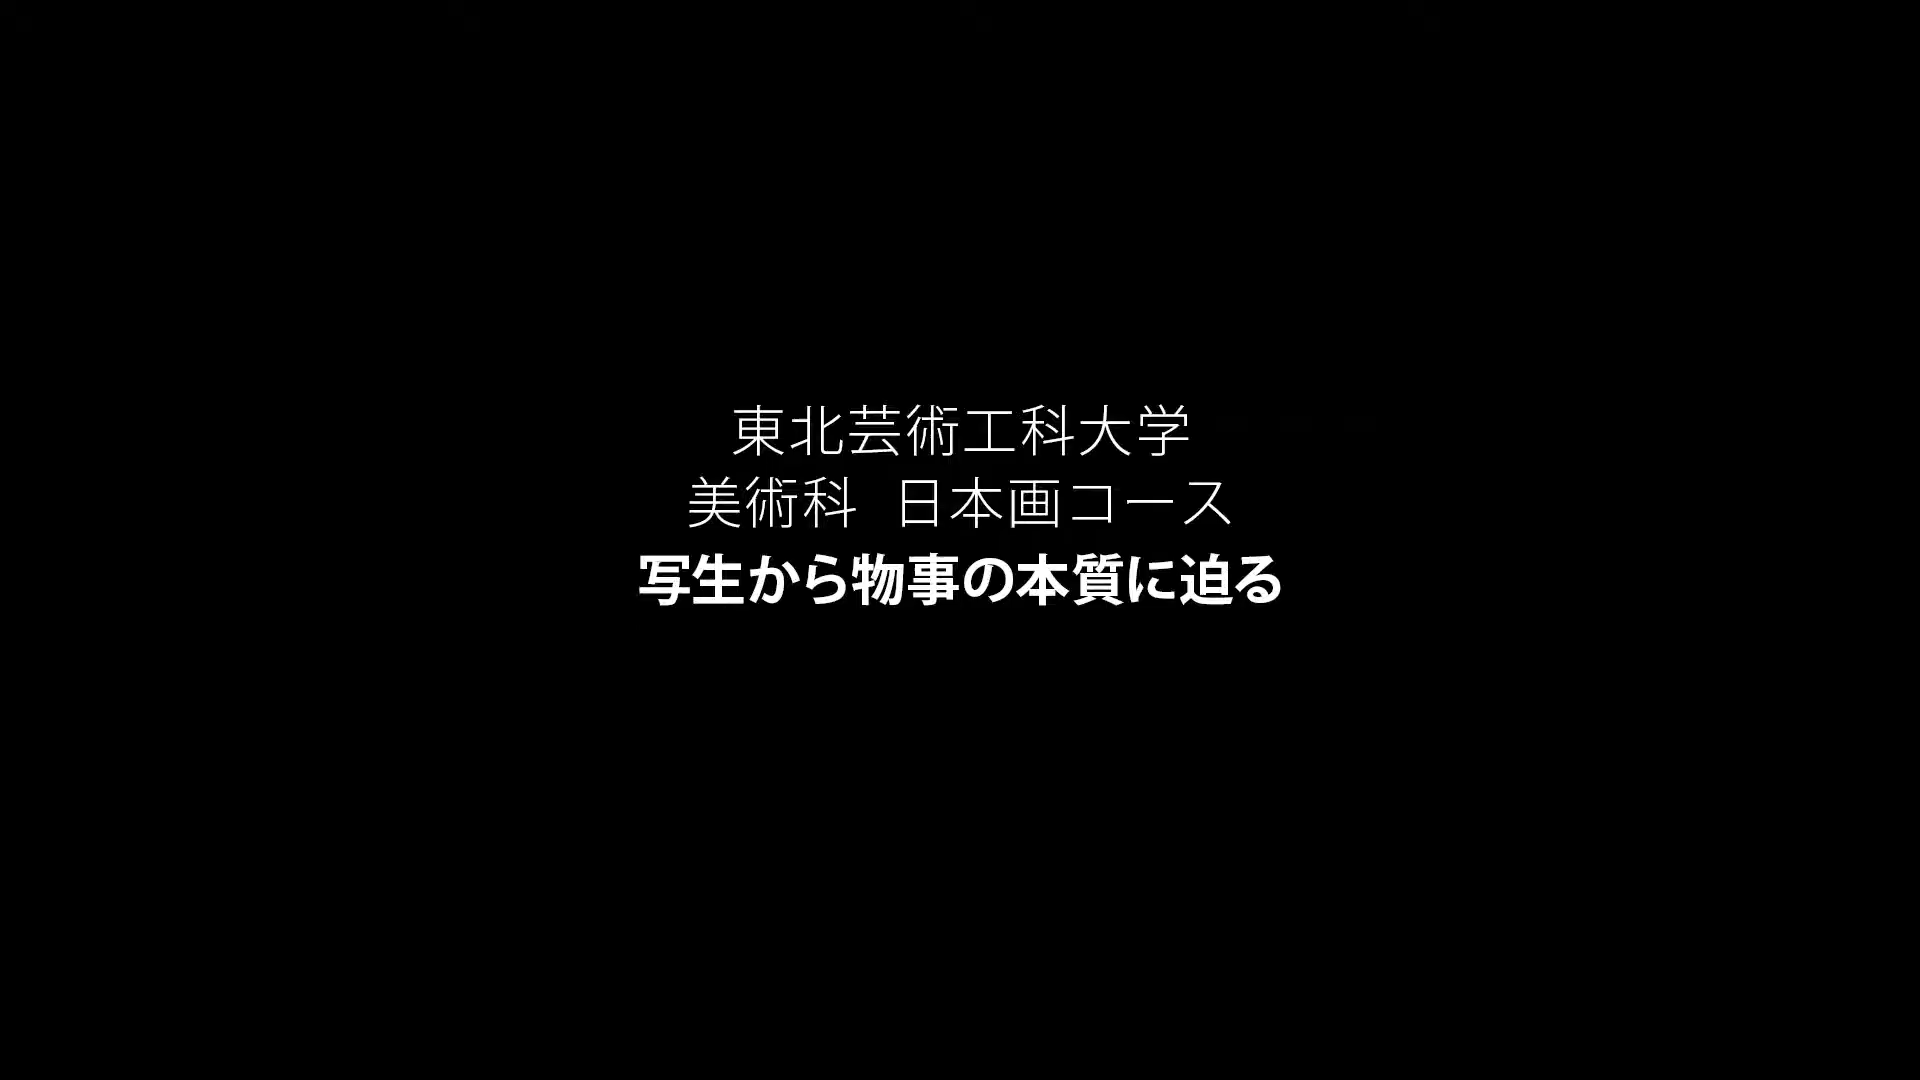 東北芸術工科大学
美術科 日本画コース
写生から物事の本質に迫る